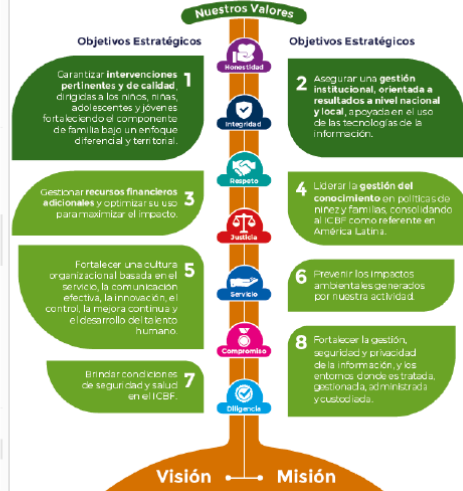 Nuestros Valores
Objetivos Estratégicos
Objetivos Estratégicos
Honestidad
Integridad
Respeto
Justicia
Servicio
Compromiso
Diligencia
1
Garantizar intervenciones
pertinentes y de calidad,
dirigidas a los niños, niñas,
adolescentes y jóvenes
fortaleciendo el componente
de familia bajo un enfoque
diferencial y territorial.
2
Asegurar una gestión
institucional, orientada a
resultados a nivel nacional
y local, apoyada en el uso
de las tecnologías de la
información.
3
Gestionar recursos financieros
adicionales y optimizar su uso
para maximizar el impacto.
4
Liderar la gestión del
conocimiento en políticas de
niñez y familias, consolidando
al ICBF como referente en
América Latina.
5
Fortalecer una cultura
organizacional basada en el
servicio, la comunicación
efectiva, la innovación, el
control, la mejora continua y
el desarrollo del talento
humano.
6
Prevenir los impactos
ambientales generados
por nuestra actividad.
7
Brindar condiciones
de seguridad y salud
en el ICBF.
8
Fortalecer la gestión,
seguridad y privacidad
de la información, y los
entornos donde es tratada,
gestionada, administrada
y custodiada.
Visión
Misión